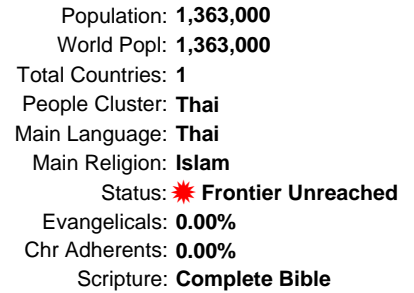 Population: 1,363,000
World Popl: 1,363,000
Total Countries: 1
People Cluster: Thai
Main Language: Thai
Main Religion: Islam
Status: Frontier Unreached
Evangelicals: 0.00%
Chr Adherents: 0.00%
Scripture: Complete Bible